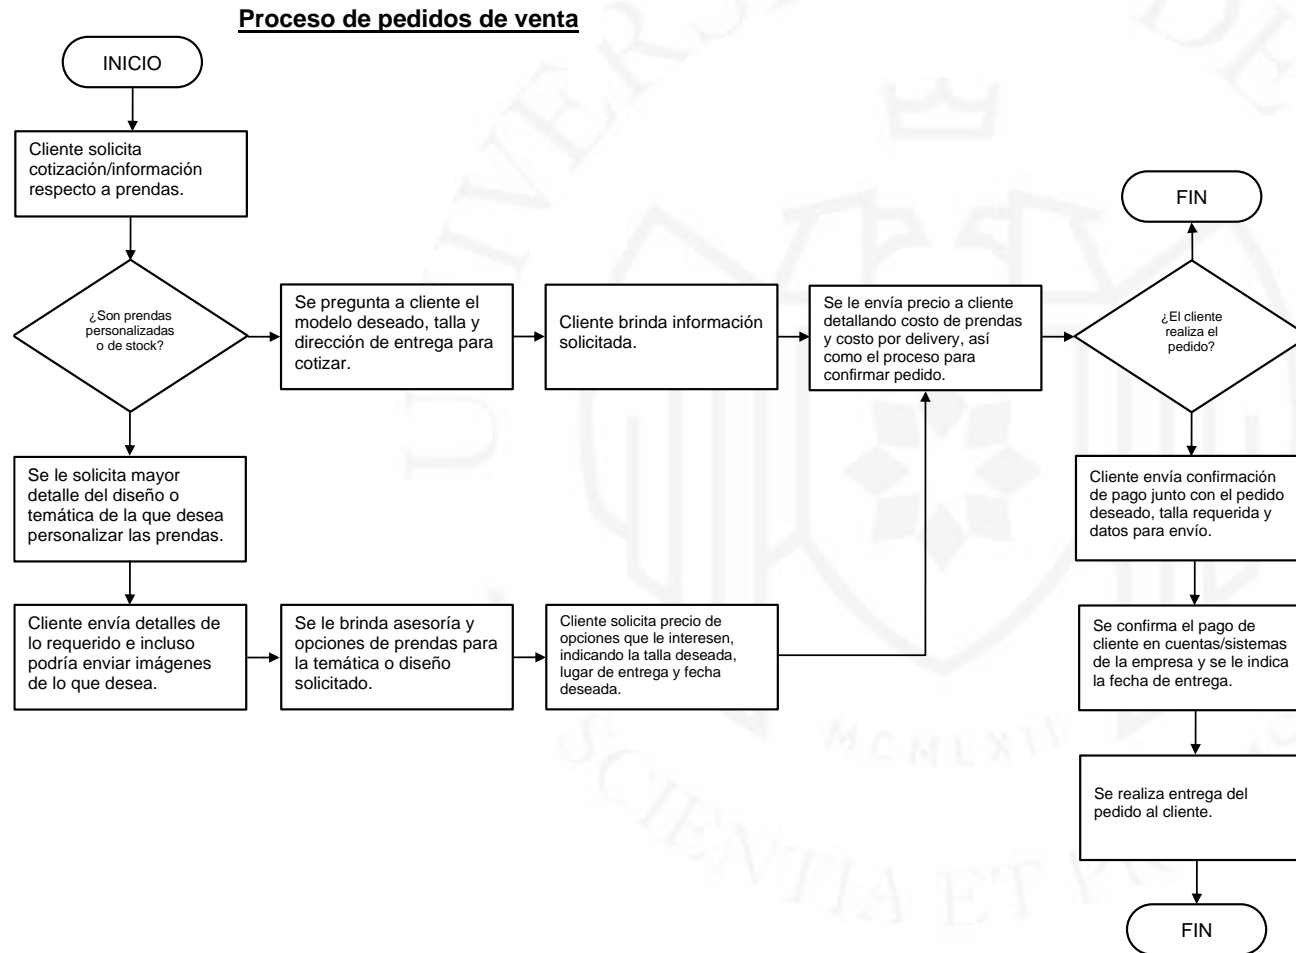 Proceso de pedidos de venta
INICIO
Cliente solicita
cotización/información
respecto a prendas.
¿Son prendas
personalizadas
o de stock?
Se pregunta a cliente el
modelo deseado, talla y
dirección de entrega para
cotizar.
Cliente brinda información
solicitada.
Se le envía precio a cliente
detallando costo de prendas
y costo por delivery, así
como el proceso para
confirmar pedido.
¿El cliente
realiza el
pedido?
FIN
Se le solicita mayor
detalle del diseño o
temática de la que desea
personalizar las prendas.
Cliente envía detalles de
lo requerido e incluso
podría enviar imágenes
de lo que desea.
Se le brinda asesoría y
opciones de prendas para
la temática o diseño
solicitado.
Cliente solicita precio de
opciones que le interesen,
indicando la talla deseada,
lugar de entrega y fecha
deseada.
Cliente envía confirmación
de pago junto con el pedido
deseado, talla requerida y
datos para envío.
Se confirma el pago de
cliente en cuentas/sistemas
de la empresa y se le indica
la fecha de entrega.
Se realiza entrega del
pedido al cliente.
FIN
DE
MCMLXII
SCIENTIA ET